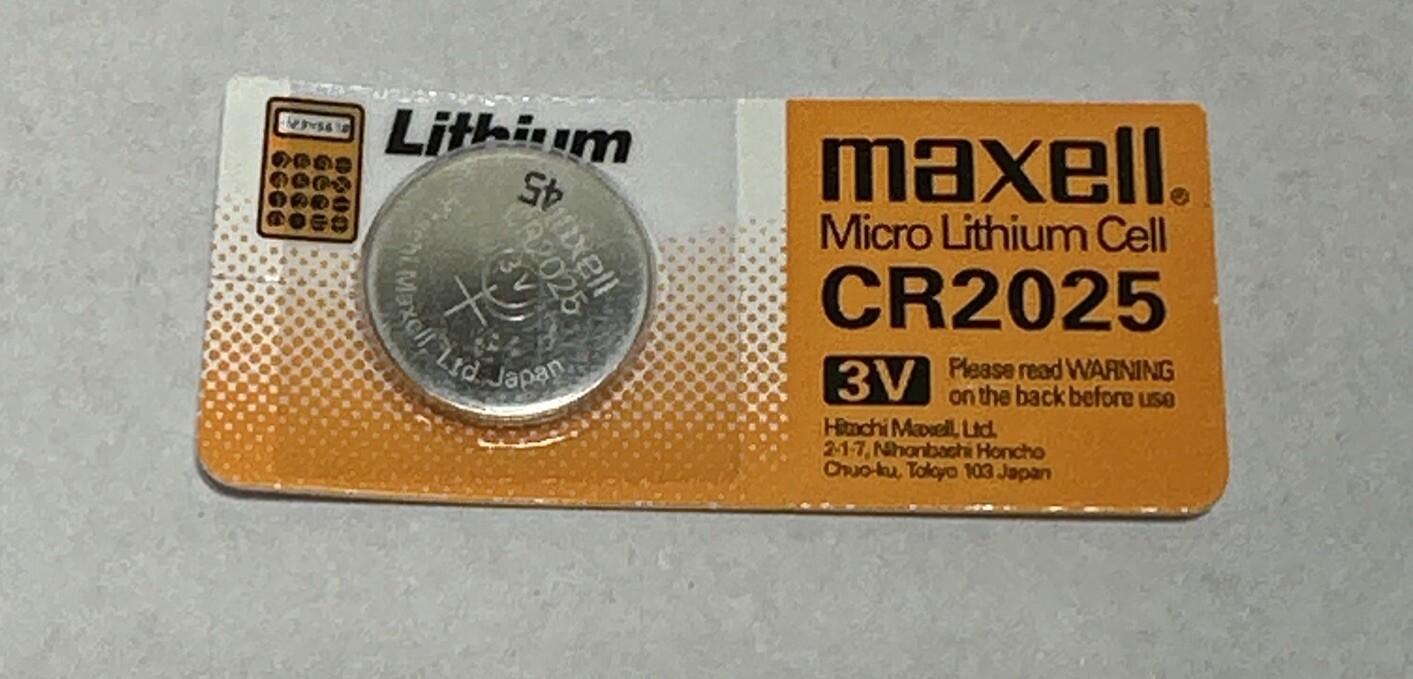 Lithium
45
maxell
CR2025
3V
+
Maxell, Ltd. Japan
maxell®
Micro Lithium Cell
CR2025
3V
Please read WARNING
on the back before use
Hitachi Maxell, Ltd.
2-1-7, Nihonbashi Honcho
Chuo-ku, Tokyo 103 Japan